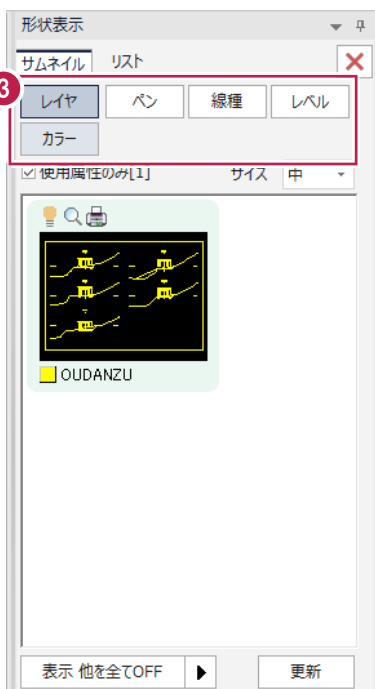 形状表示
サムネイル リスト
3
レイヤ ペン 線種 レベル
カラー
使用属性のみ[1] サイズ 中
OUDANZU
表示 他を全てOFF 更新